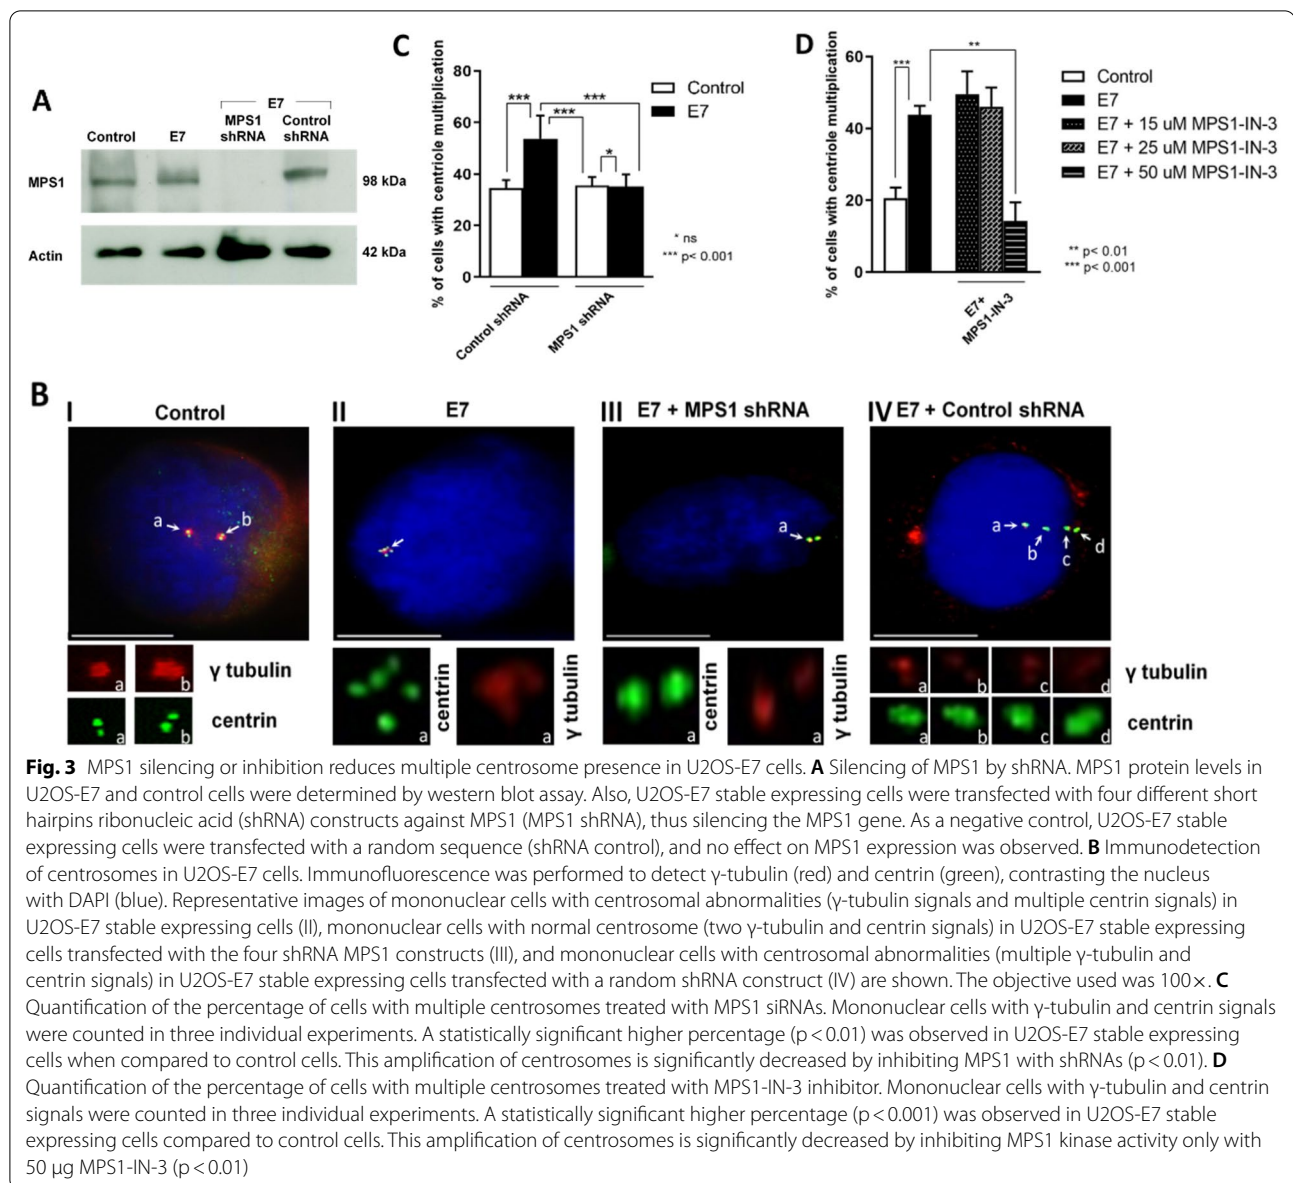 A
E7
Control
E7
MPS1 shRNA
Control shRNA
MPS1
98 kDa
Actin
42 kDa
C
% of cells with centriole multiplication
80
60
40
20
0
***
***
***
*
Control
E7
* ns
*** p< 0.001
Control shRNA
MPS1 shRNA
D
% of cells with centriole multiplication
60
40
20
0
***
**
Control
E7
E7 + 15 uM MPS1-IN-3
E7 + 25 uM MPS1-IN-3
E7 + 50 uM MPS1-IN-3
** p< 0.01
*** p< 0.001
E7+
MPS1-IN-3
B
I
Control
a
b
a
b
γ tubulin
a
b
centrin
II
E7
a
centrin
a
γ tubulin
III
E7 + MPS1 shRNA
a
a
centrin
a
γ tubulin
IV E7 + Control shRNA
a
b
c
d
a
b
c
d
γ tubulin
a
b
c
d
centrin
Fig. 3 MPS1 silencing or inhibition reduces multiple centrosome presence in U2OS-E7 cells. A Silencing of MPS1 by shRNA. MPS1 protein levels in
U2OS-E7 and control cells were determined by western blot assay. Also, U2OS-E7 stable expressing cells were transfected with four different short
hairpins ribonucleic acid (shRNA) constructs against MPS1 (MPS1 shRNA), thus silencing the MPS1 gene. As a negative control, U2OS-E7 stable
expressing cells were transfected with a random sequence (shRNA control), and no effect on MPS1 expression was observed. B Immunodetection
of centrosomes in U2OS-E7 cells. Immunofluorescence was performed to detect γ-tubulin (red) and centrin (green), contrasting the nucleus
with DAPI (blue). Representative images of mononuclear cells with centrosomal abnormalities (γ-tubulin signals and multiple centrin signals) in
U2OS-E7 stable expressing cells (II), mononuclear cells with normal centrosome (two γ-tubulin and centrin signals) in U2OS-E7 stable expressing
cells transfected with the four shRNA MPS1 constructs (III), and mononuclear cells with centrosomal abnormalities (multiple γ-tubulin and
centrin signals) in U2OS-E7 stable expressing cells transfected with a random shRNA construct (IV) are shown. The objective used was 100×. C
Quantification of the percentage of cells with multiple centrosomes treated with MPS1 siRNAs. Mononuclear cells with γ-tubulin and centrin signals
were counted in three individual experiments. A statistically significant higher percentage (p < 0.01) was observed in U2OS-E7 stable expressing
cells when compared to control cells. This amplification of centrosomes is significantly decreased by inhibiting MPS1 with shRNAs (p < 0.01). D
Quantification of the percentage of cells with multiple centrosomes treated with MPS1-IN-3 inhibitor. Mononuclear cells with γ-tubulin and centrin
signals were counted in three individual experiments. A statistically significant higher percentage (p < 0.001) was observed in U2OS-E7 stable
expressing cells compared to control cells. This amplification of centrosomes is significantly decreased by inhibiting MPS1 kinase activity only with
50 μg MPS1-IN-3 (p < 0.01)